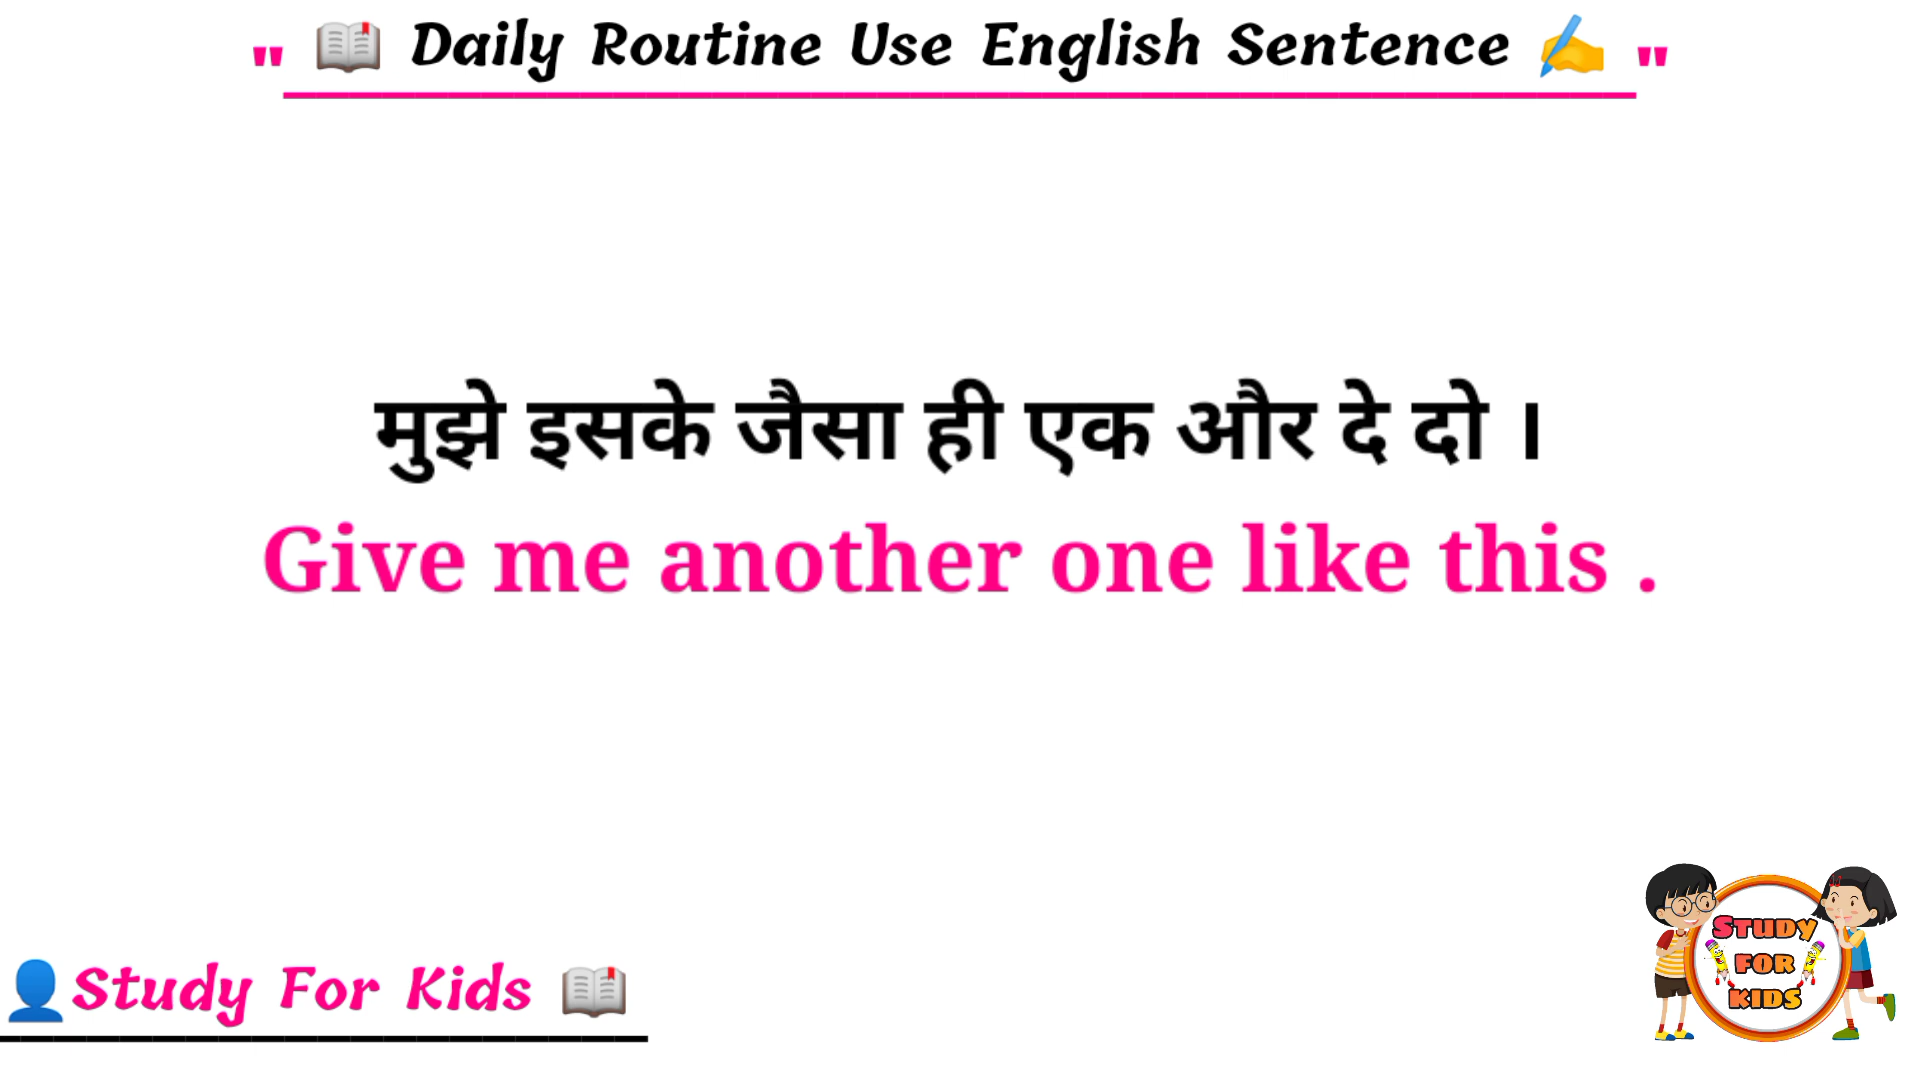 " 📖 Daily Routine Use English Sentence ✍ "
मुझे इसके जैसा ही एक और दे दो ।
Give me another one like this .
👤Study For Kids 📖
STUDY
FOR
KIDS